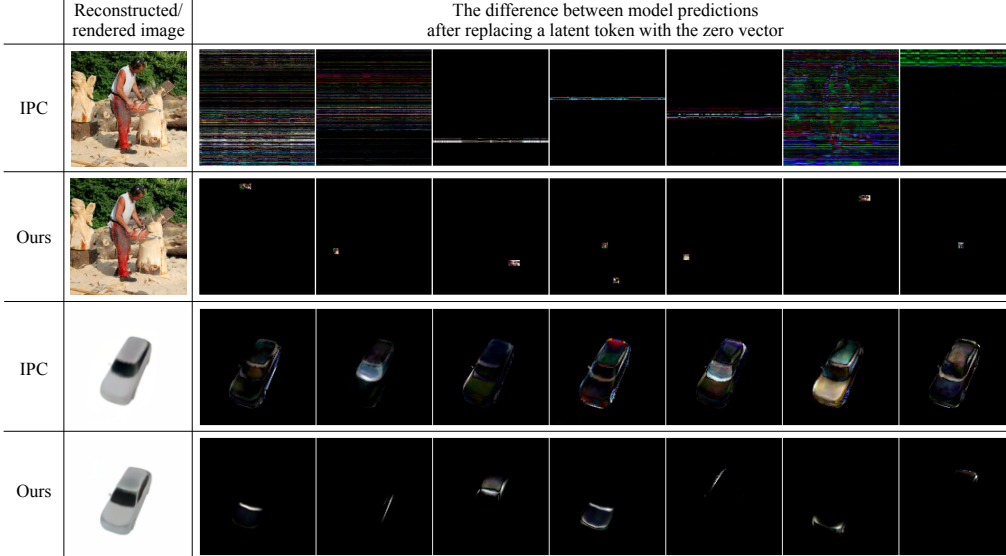 Reconstructed/
rendered image
The difference between model predictions
after replacing a latent token with the zero vector
IPC
Ours
IPC
Ours